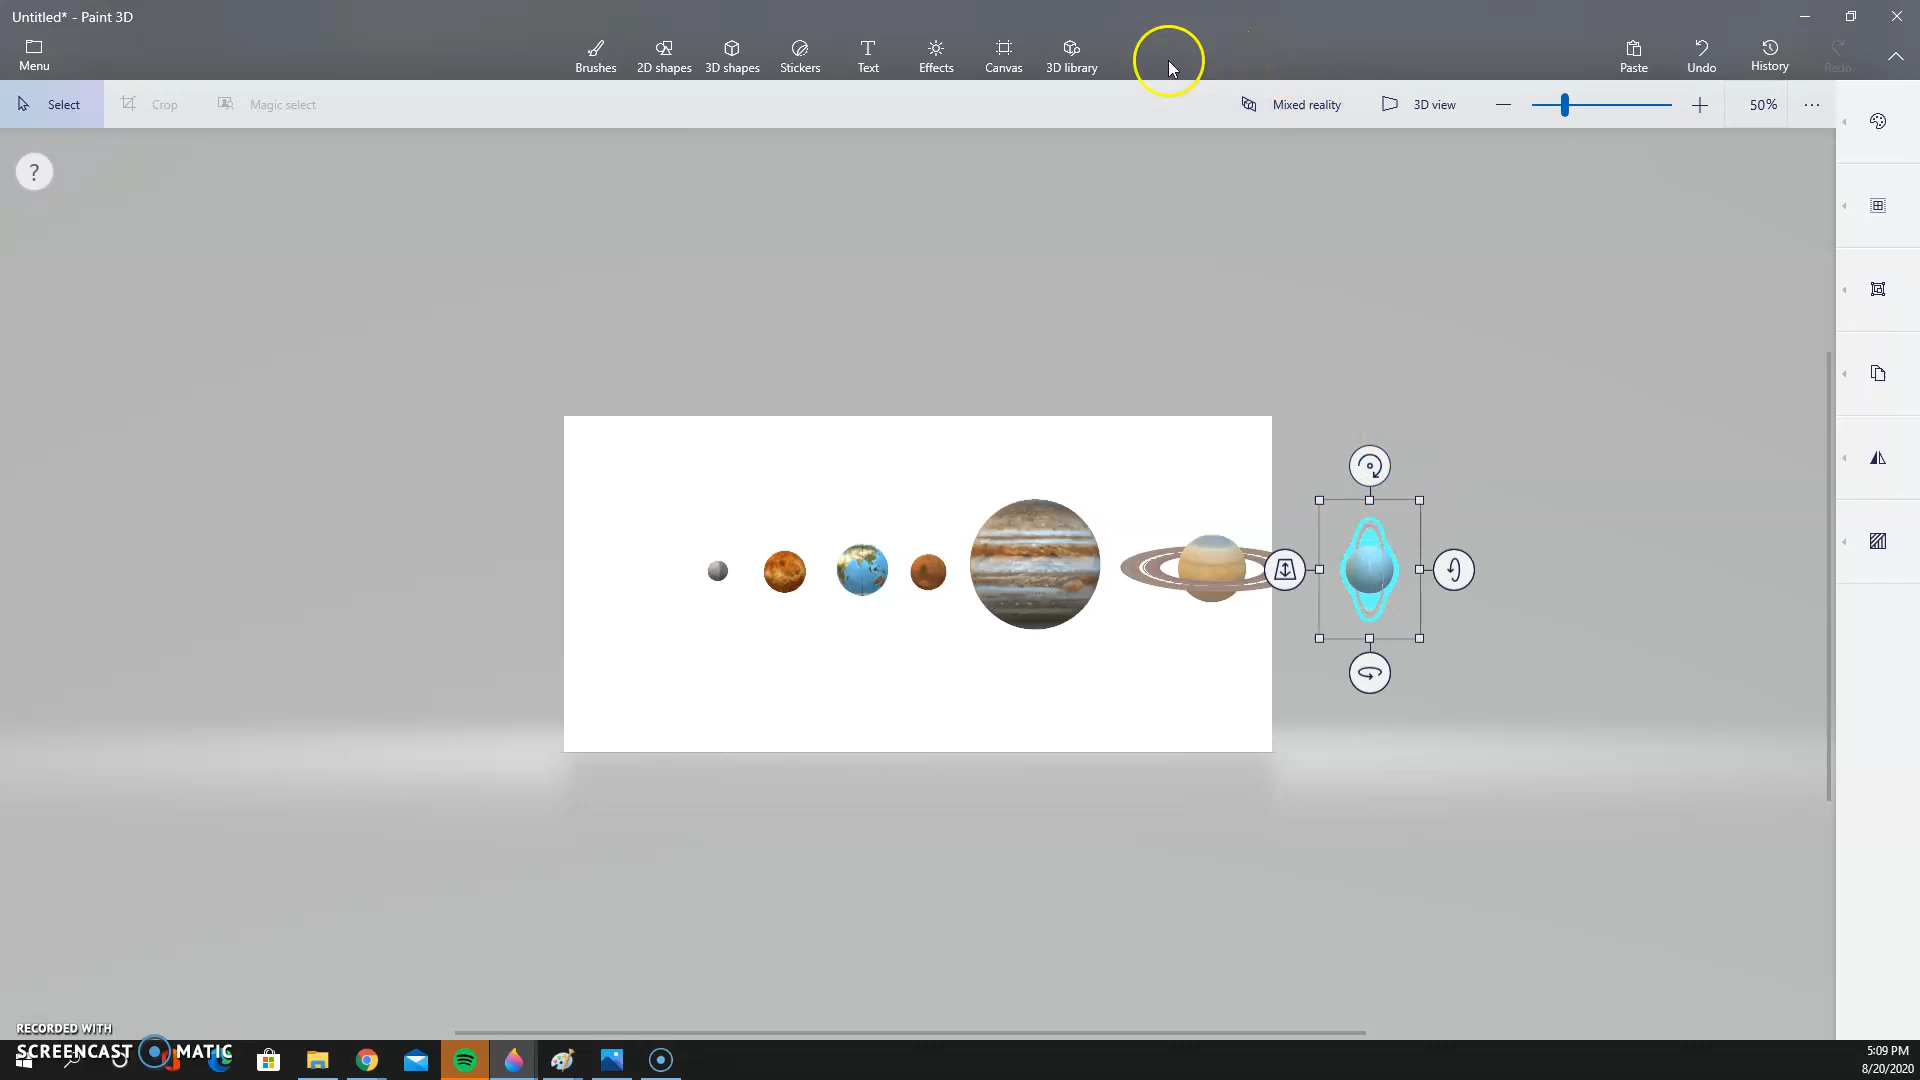 Untitled* - Paint 3D
Menu
Brushes 2D shapes 3D shapes Stickers Text Effects Canvas 3D library Paste Undo History Redo
Select Crop Magic select Mixed reality 3D view 50%
?
RECORDED WITH
SCREENCAST MATIC
5:09 PM
8/20/2020